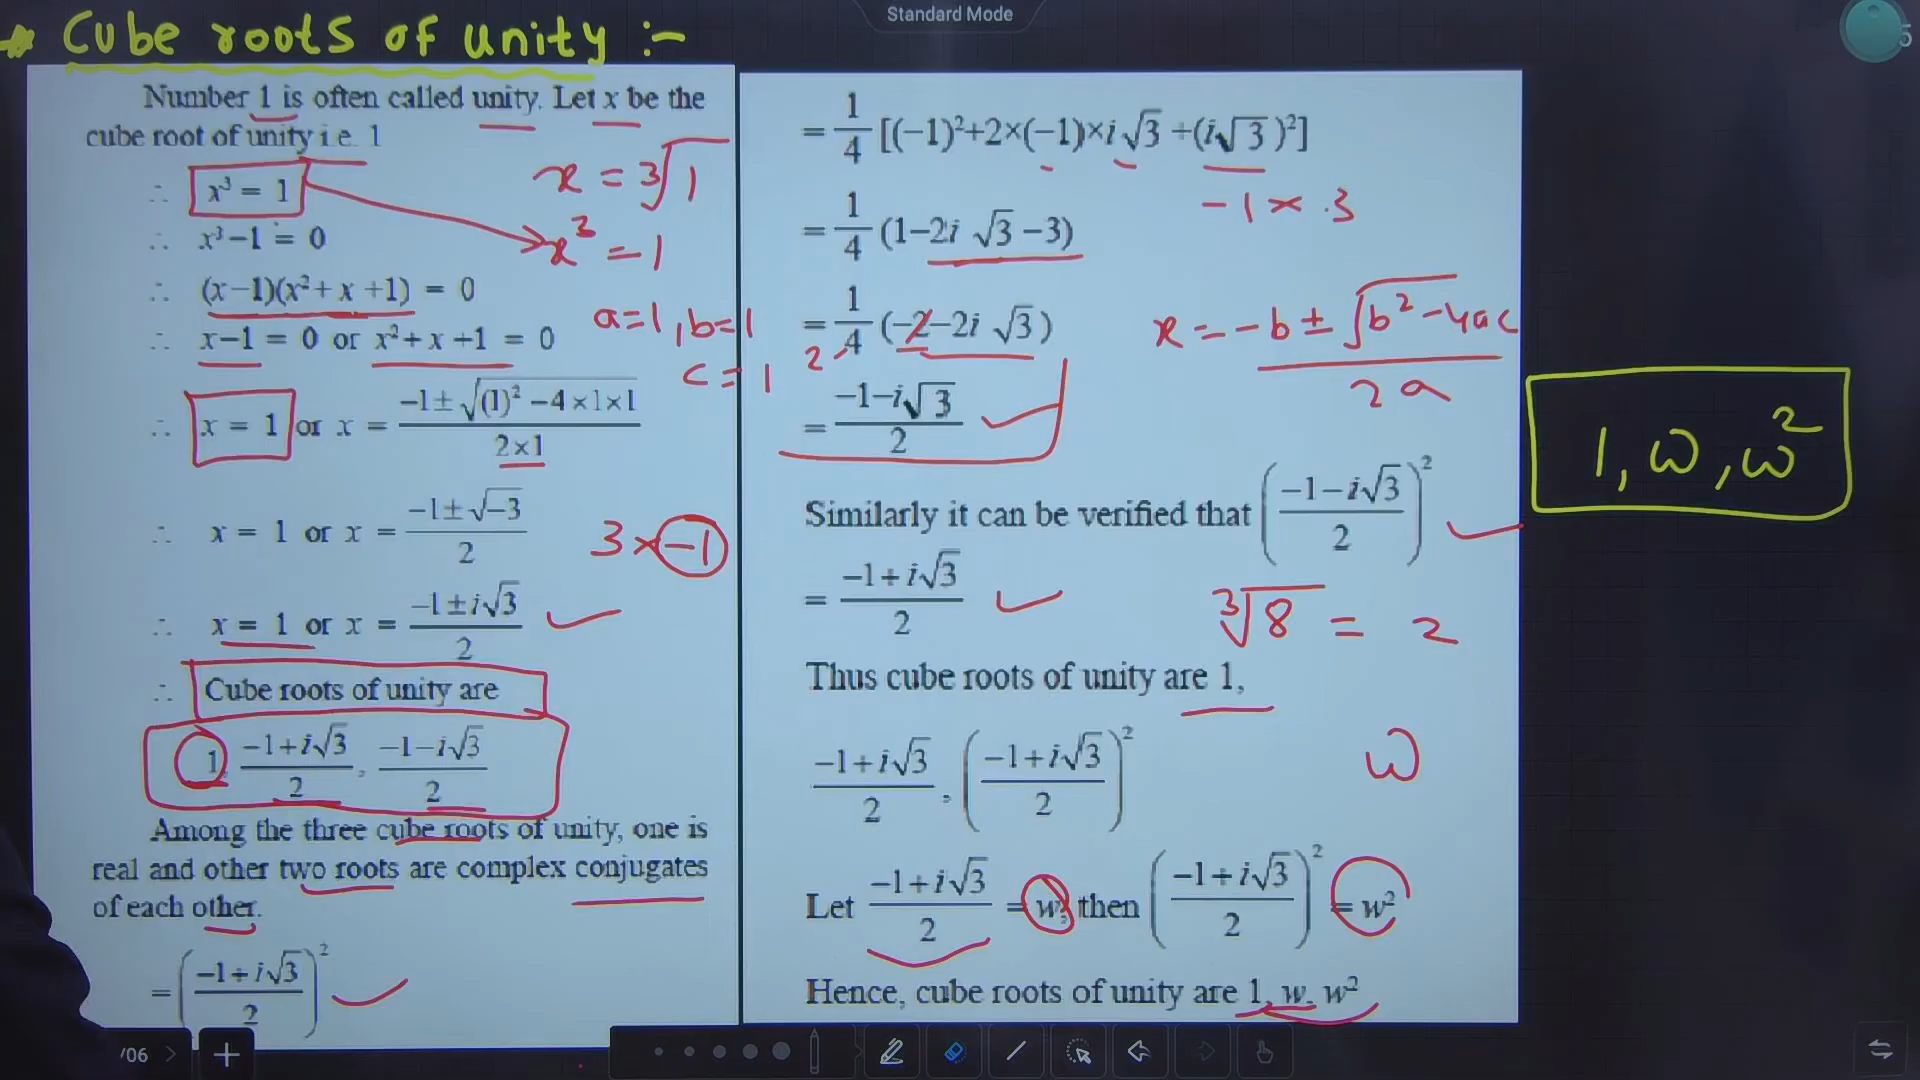 Standard Mode
Cube roots of unity :-
5
Number 1 is often called unity. Let x be the
cube root of unity i.e. 1
∴ x³ = 1
x = ∛1
∴ x³−1 = 0
x³ = 1
∴ (x−1)(x²+ x +1) = 0
∴ x−1 = 0 or x²+ x +1 = 0
a=1, b=1
c = 1
∴ x = 1 or x = (−1± √((1)² −4×1×1))/(2×1)
∴ x = 1 or x = (−1± √−3)/2
3 × −1
∴ x = 1 or x = (−1± i√3)/2
∴ Cube roots of unity are
1, (−1+i√3)/2, (−1−i√3)/2
Among the three cube roots of unity, one is
real and other two roots are complex conjugates
of each other.
= ((−1+i√3)/2)²
= 1/4 [(−1)²+2×(−1)×i√3 +(i√3)²]
−1 × 3
= 1/4 (1−2i √3 −3)
= 1/4 (−2−2i √3)
2
x = −b ± √(b² −4ac)
2a
= (−1−i√3)/2
1, ω, ω²
Similarly it can be verified that ((−1−i√3)/2)²
= (−1+i√3)/2
∛8 = 2
Thus cube roots of unity are 1,
(−1+i√3)/2, ((−1+i√3)/2)²
ω
Let (−1+i√3)/2 = w, then ((−1+i√3)/2)² = w²
Hence, cube roots of unity are 1, w, w²
/06 > +